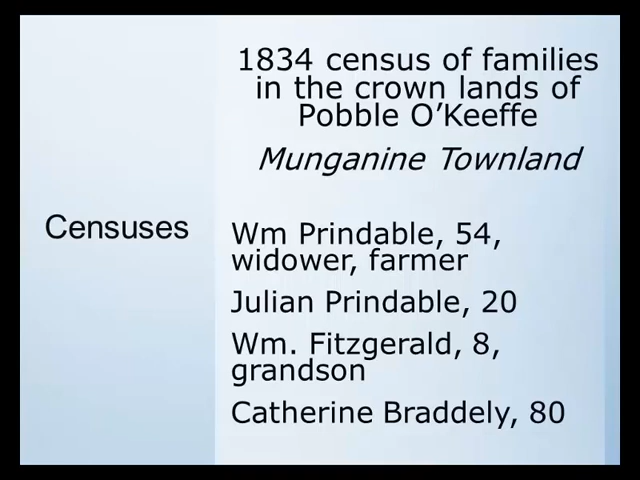 1834 census of families
in the crown lands of
Pobble O’Keeffe
Munganine Townland
Censuses
Wm Prindable, 54,
widower, farmer
Julian Prindable, 20
Wm. Fitzgerald, 8,
grandson
Catherine Braddely, 80